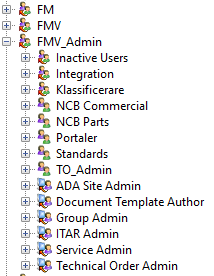 FM
FMV
FMV_Admin
Inactive Users
Integration
Klassificerare
NCB Commercial
NCB Parts
Portaler
Standards
TO_Admin
ADA Site Admin
Document Template Author
Group Admin
ITAR Admin
Service Admin
Technical Order Admin